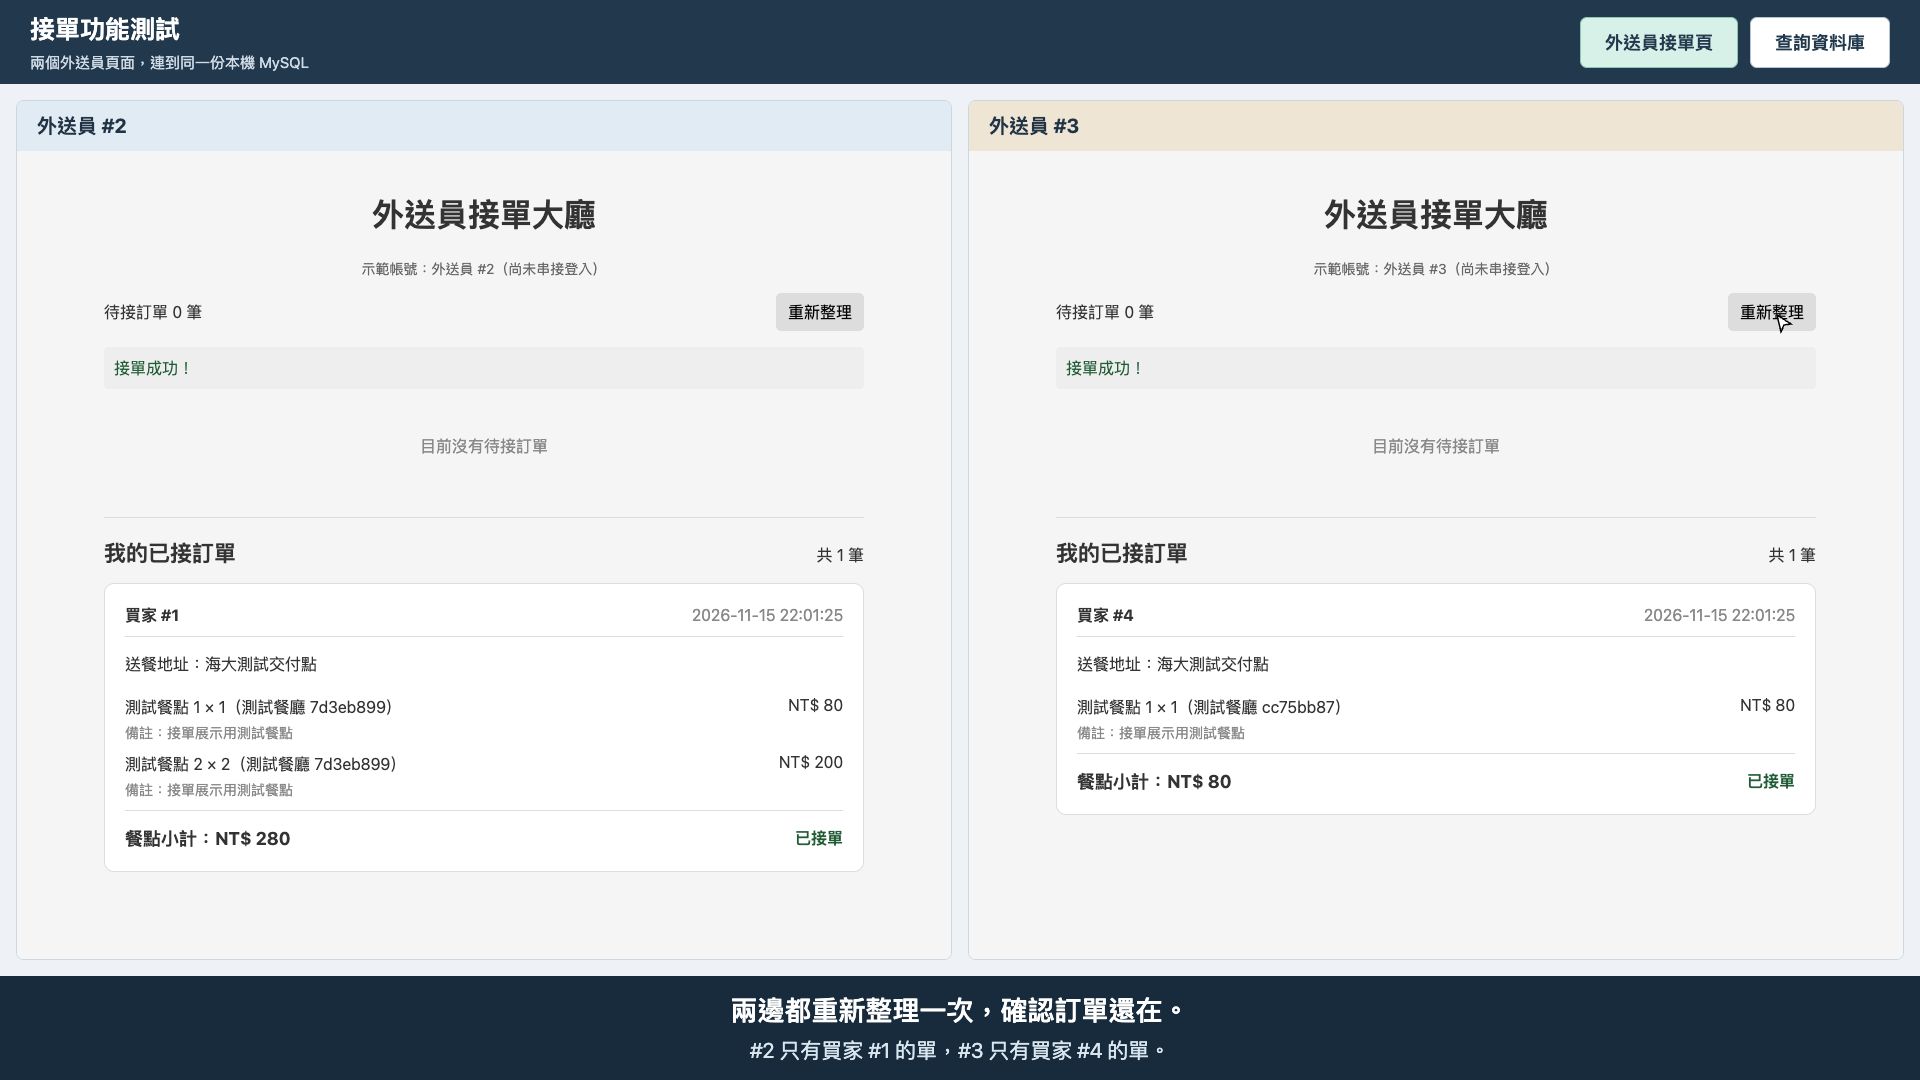 接單功能測試
兩個外送員頁面，連到同一份本機 MySQL
外送員接單頁
查詢資料庫
外送員 #2
外送員接單大廳
示範帳號：外送員 #2（尚未串接登入）
待接訂單 0 筆
重新整理
接單成功！
目前沒有待接訂單
我的已接訂單
共 1 筆
買家 #1
2026-11-15 22:01:25
送餐地址：海大測試交付點
測試餐點 1 × 1（測試餐廳 7d3eb899）
NT$ 80
備註：接單展示用測試餐點
測試餐點 2 × 2（測試餐廳 7d3eb899）
NT$ 200
備註：接單展示用測試餐點
餐點小計：NT$ 280
已接單
外送員 #3
外送員接單大廳
示範帳號：外送員 #3（尚未串接登入）
待接訂單 0 筆
重新整理
接單成功！
目前沒有待接訂單
我的已接訂單
共 1 筆
買家 #4
2026-11-15 22:01:25
送餐地址：海大測試交付點
測試餐點 1 × 1（測試餐廳 cc75bb87）
NT$ 80
備註：接單展示用測試餐點
餐點小計：NT$ 80
已接單
兩邊都重新整理一次，確認訂單還在。
#2 只有買家 #1 的單，#3 只有買家 #4 的單。